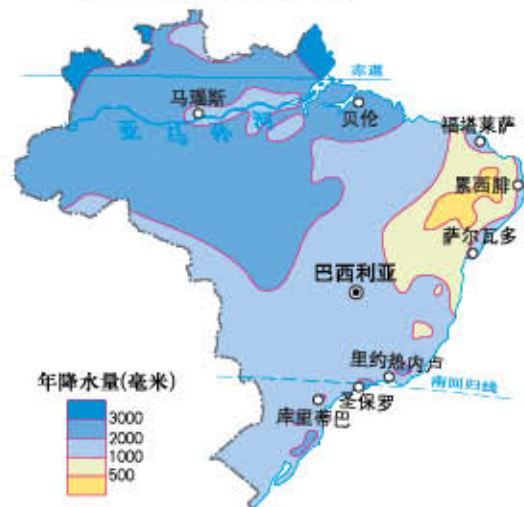 赤道
马瑙斯
贝伦
亚马孙河
福塔莱萨
累西腓
萨尔瓦多
巴西利亚
里约热内卢
南回归线
圣保罗
库里蒂巴
年降水量(毫米)
3000
2000
1000
500